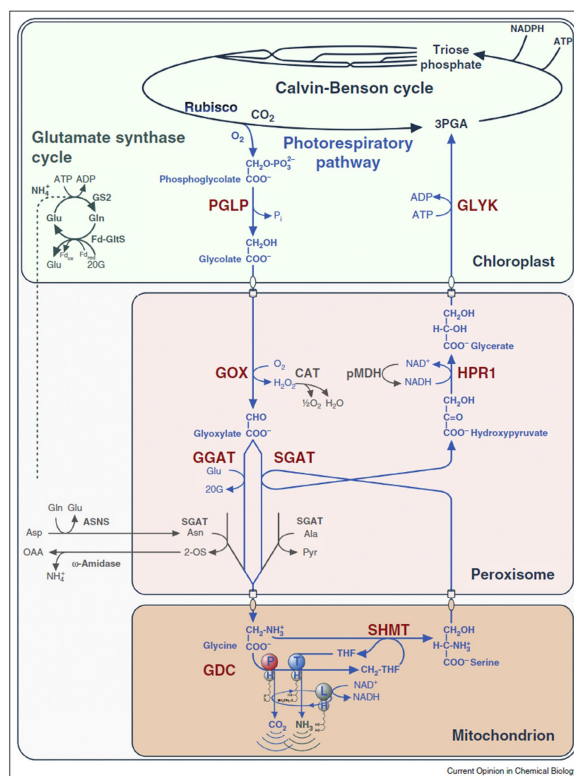 NADPH
ATP
Triose
phosphate
Calvin-Benson cycle
Rubisco
CO2
3PGA
O2
Photorespiratory
pathway
Glutamate synthase
cycle
CH2O-PO3^2-
Phosphoglycolate COO-
ATP ADP
NH4+
GS2
Glu
Gln
Fd-GltS
Fdox Fdred
Glu
20G
PGLP
Pi
CH2OH
Glycolate COO-
ADP
ATP
GLYK
Chloroplast
CH2OH
H-C-OH
COO- Glycerate
GOX
O2
H2O2
CAT
½O2 H2O
pMDH
NAD+
NADH
HPR1
CH2OH
C=O
COO- Hydroxypyruvate
CHO
Glyoxylate COO-
GGAT
SGAT
Glu
20G
Gln Glu
ASNS
Asp
SGAT
Asn
SGAT
Ala
OAA
2-OS
Pyr
ω-Amidase
NH4+
Peroxisome
CH2-NH3+
Glycine COO-
SHMT
CH2OH
H-C-NH3+
COO- Serine
THF
GDC
P
H
T
H
CH2-THF
L
H
NAD+
NADH
CO2
NH3
Mitochondrion
Current Opinion in Chemical Biology